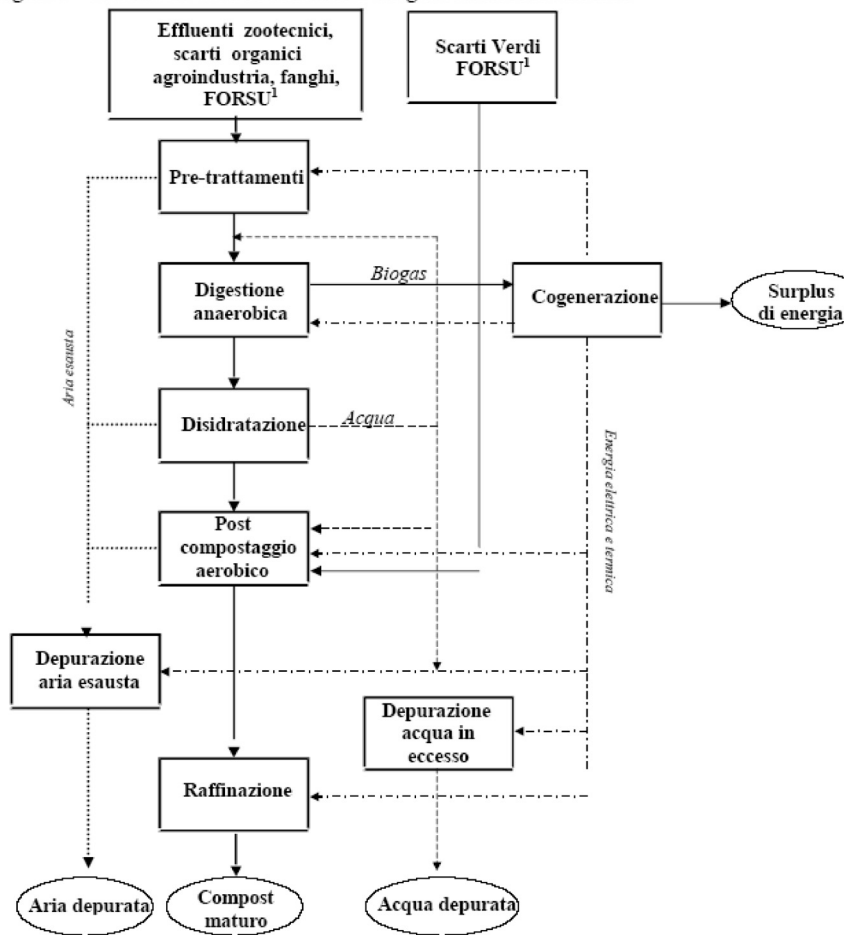 Effluenti zootecnici,
scarti organici
agroindustria, fanghi,
FORSU¹
Scarti Verdi
FORSU¹
Pre-trattamenti
Biogas
Digestione
anaerobica
Cogenerazione
Surplus
di energia
Aria esausta
Disidratazione
Acqua
Energia elettrica e termica
Post
compostaggio
aerobico
Depurazione
aria esausta
Depurazione
acqua in
eccesso
Raffinazione
Aria depurata
Compost
maturo
Acqua depurata